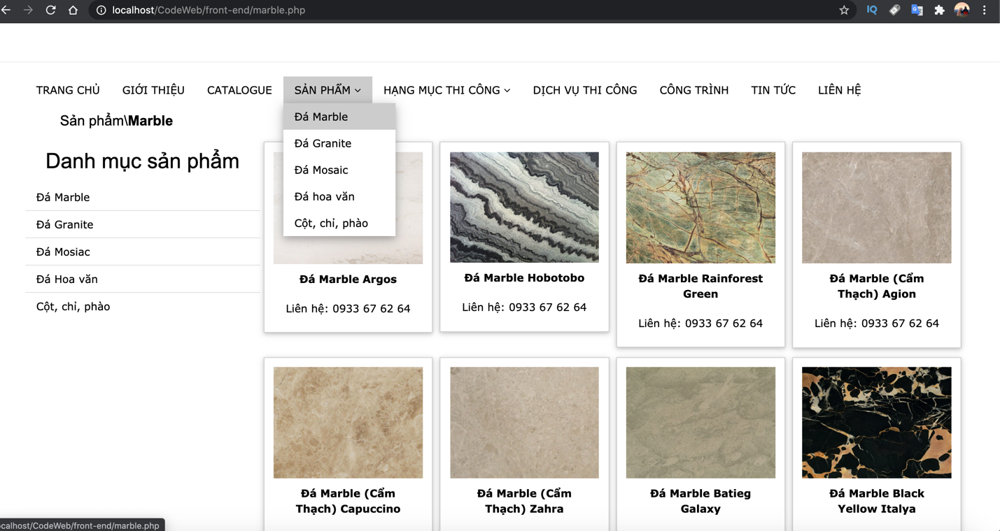 localhost/CodeWeb/front-end/marble.php
IQ
TRANG CHỦ GIỚI THIỆU CATALOGUE SẢN PHẨM HẠNG MỤC THI CÔNG DỊCH VỤ THI CÔNG CÔNG TRÌNH TIN TỨC LIÊN HỆ
Đá Marble
Đá Granite
Đá Mosaic
Đá hoa văn
Cột, chỉ, phào
Sản phẩm\Marble
Danh mục sản phẩm
Đá Marble
Đá Granite
Đá Mosiac
Đá Hoa văn
Cột, chỉ, phào
Đá Marble Argos
Liên hệ: 0933 67 62 64
Đá Marble Hobotobo
Liên hệ: 0933 67 62 64
Đá Marble Rainforest
Green
Liên hệ: 0933 67 62 64
Đá Marble (Cẩm
Thạch) Agion
Liên hệ: 0933 67 62 64
Đá Marble (Cẩm
Thạch) Capuccino
Đá Marble (Cẩm
Thạch) Zahra
Đá Marble Batieg
Galaxy
Đá Marble Black
Yellow Italya
ocalhost/CodeWeb/front-end/marble.php